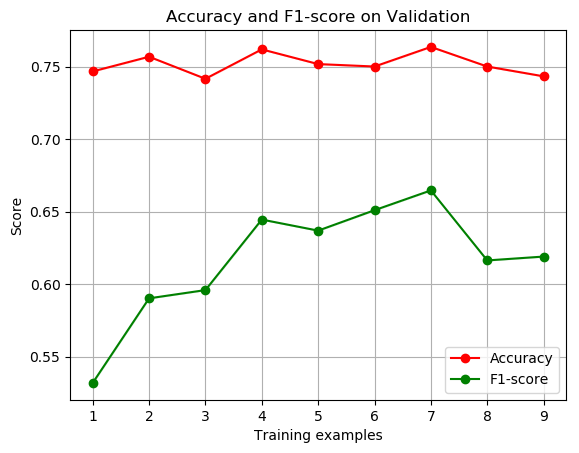 Accuracy and F1-score on Validation
Score
0.75
0.70
0.65
0.60
0.55
Accuracy
F1-score
1 2 3 4 5 6 7 8 9
Training examples